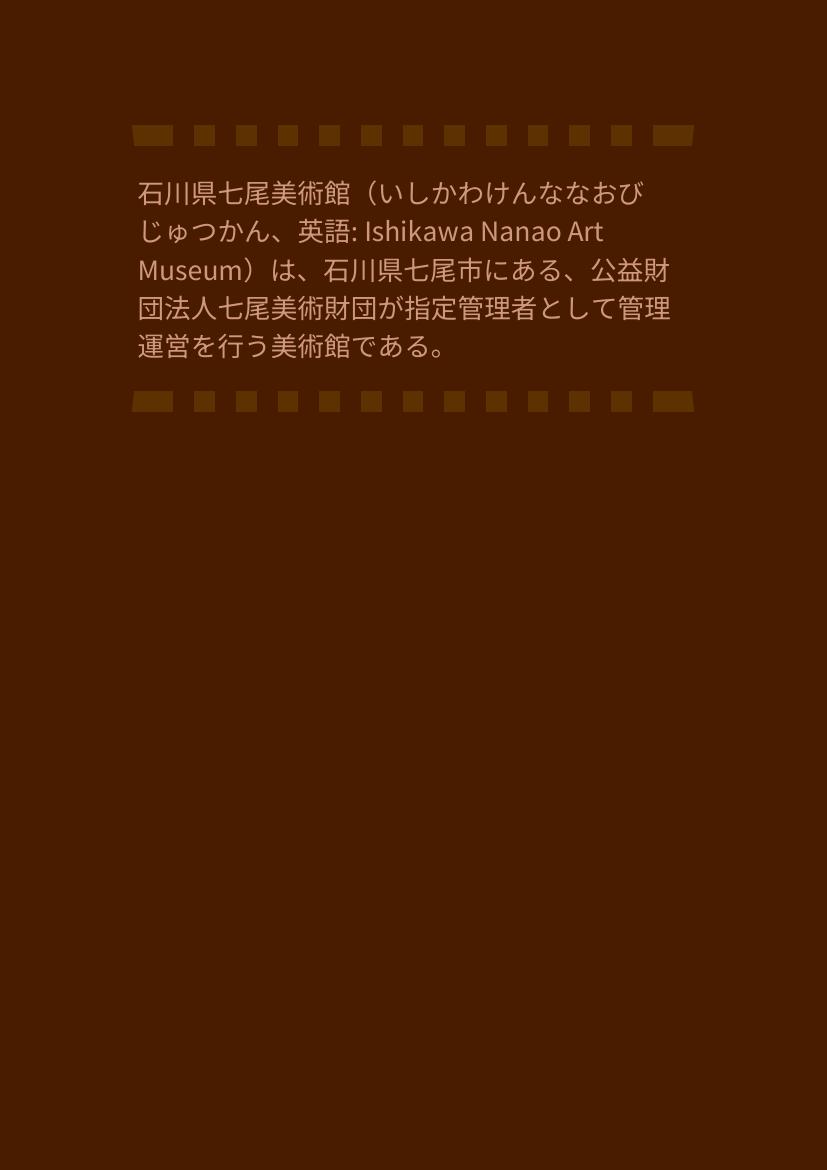 石川県七尾美術館（いしかわけんななおび
じゅつかん、英語: Ishikawa Nanao Art
Museum）は、石川県七尾市にある、公益財
団法人七尾美術財団が指定管理者として管理
運営を行う美術館である。